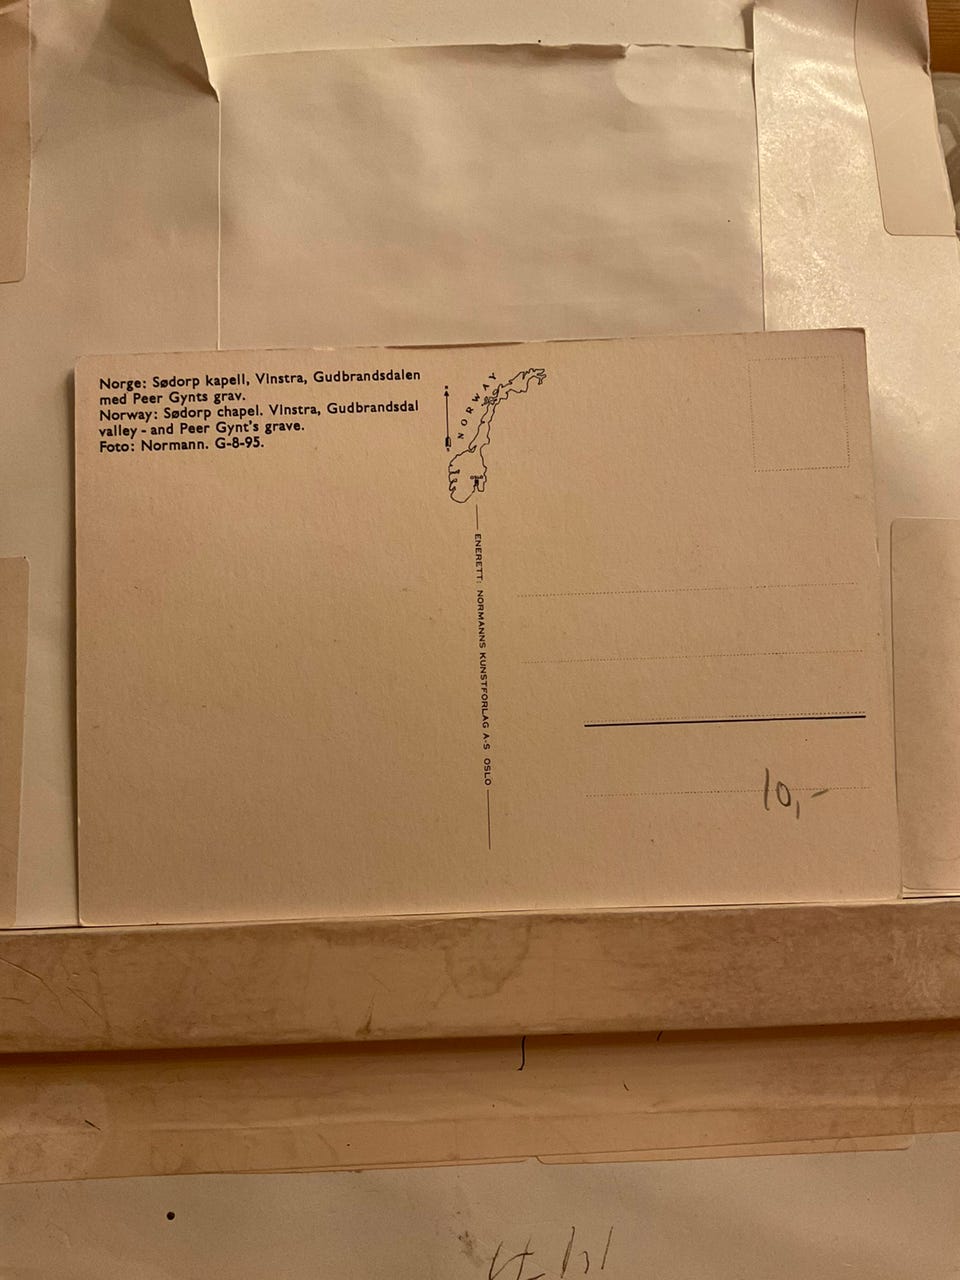 Norge: Sødorp kapell, Vinstra, Gudbrandsdalen
med Peer Gynts grav.
Norway: Sødorp chapel. Vinstra, Gudbrandsdal
valley - and Peer Gynt's grave.
Foto: Normann. G-8-95.
NORWAY
ENERETT: NORMANNS KUNSTFORLAG A-S OSLO
10,-